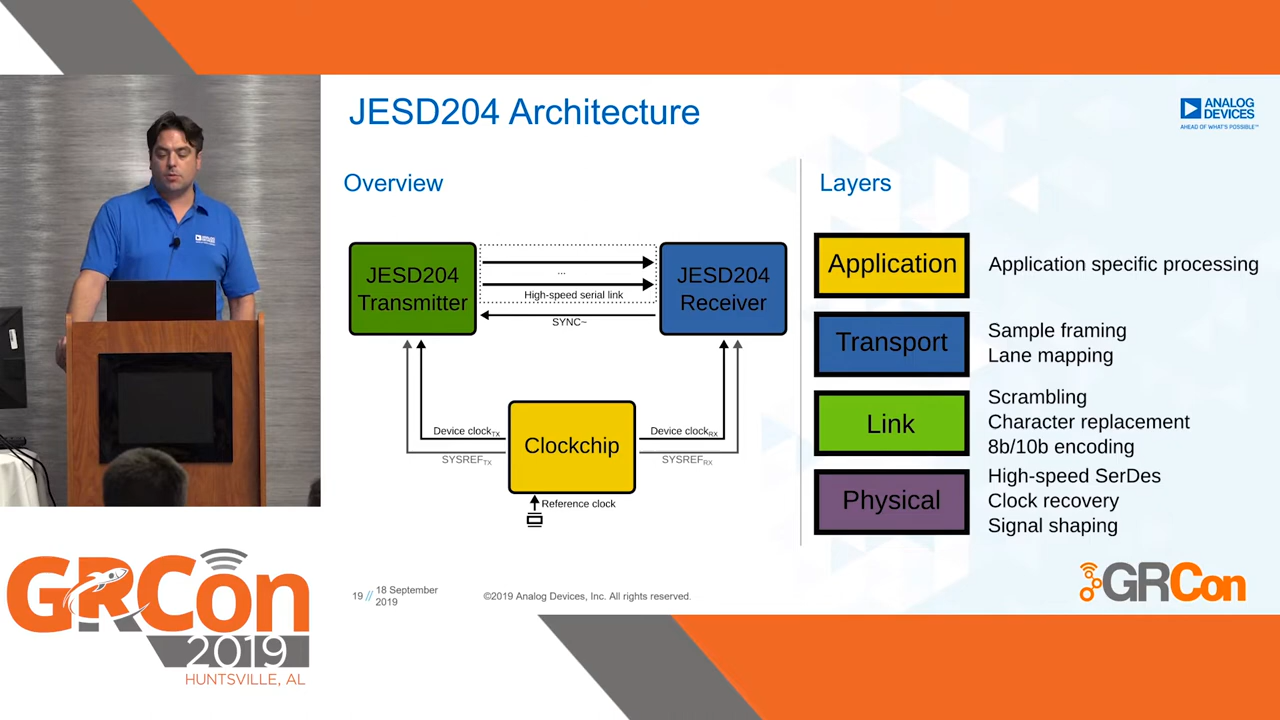 JESD204 Architecture
ANALOG
DEVICES
AHEAD OF WHAT'S POSSIBLE™
Overview
Layers
JESD204
Transmitter
...
High-speed serial link
SYNC~
JESD204
Receiver
Device clockTX
SYSREFTX
Clockchip
Device clockRX
SYSREFRX
Reference clock
Application
Application specific processing
Transport
Sample framing
Lane mapping
Link
Scrambling
Character replacement
8b/10b encoding
Physical
High-speed SerDes
Clock recovery
Signal shaping
19 // 18 September
2019
©2019 Analog Devices, Inc. All rights reserved.
GRCon
GRCon
2019
HUNTSVILLE, AL